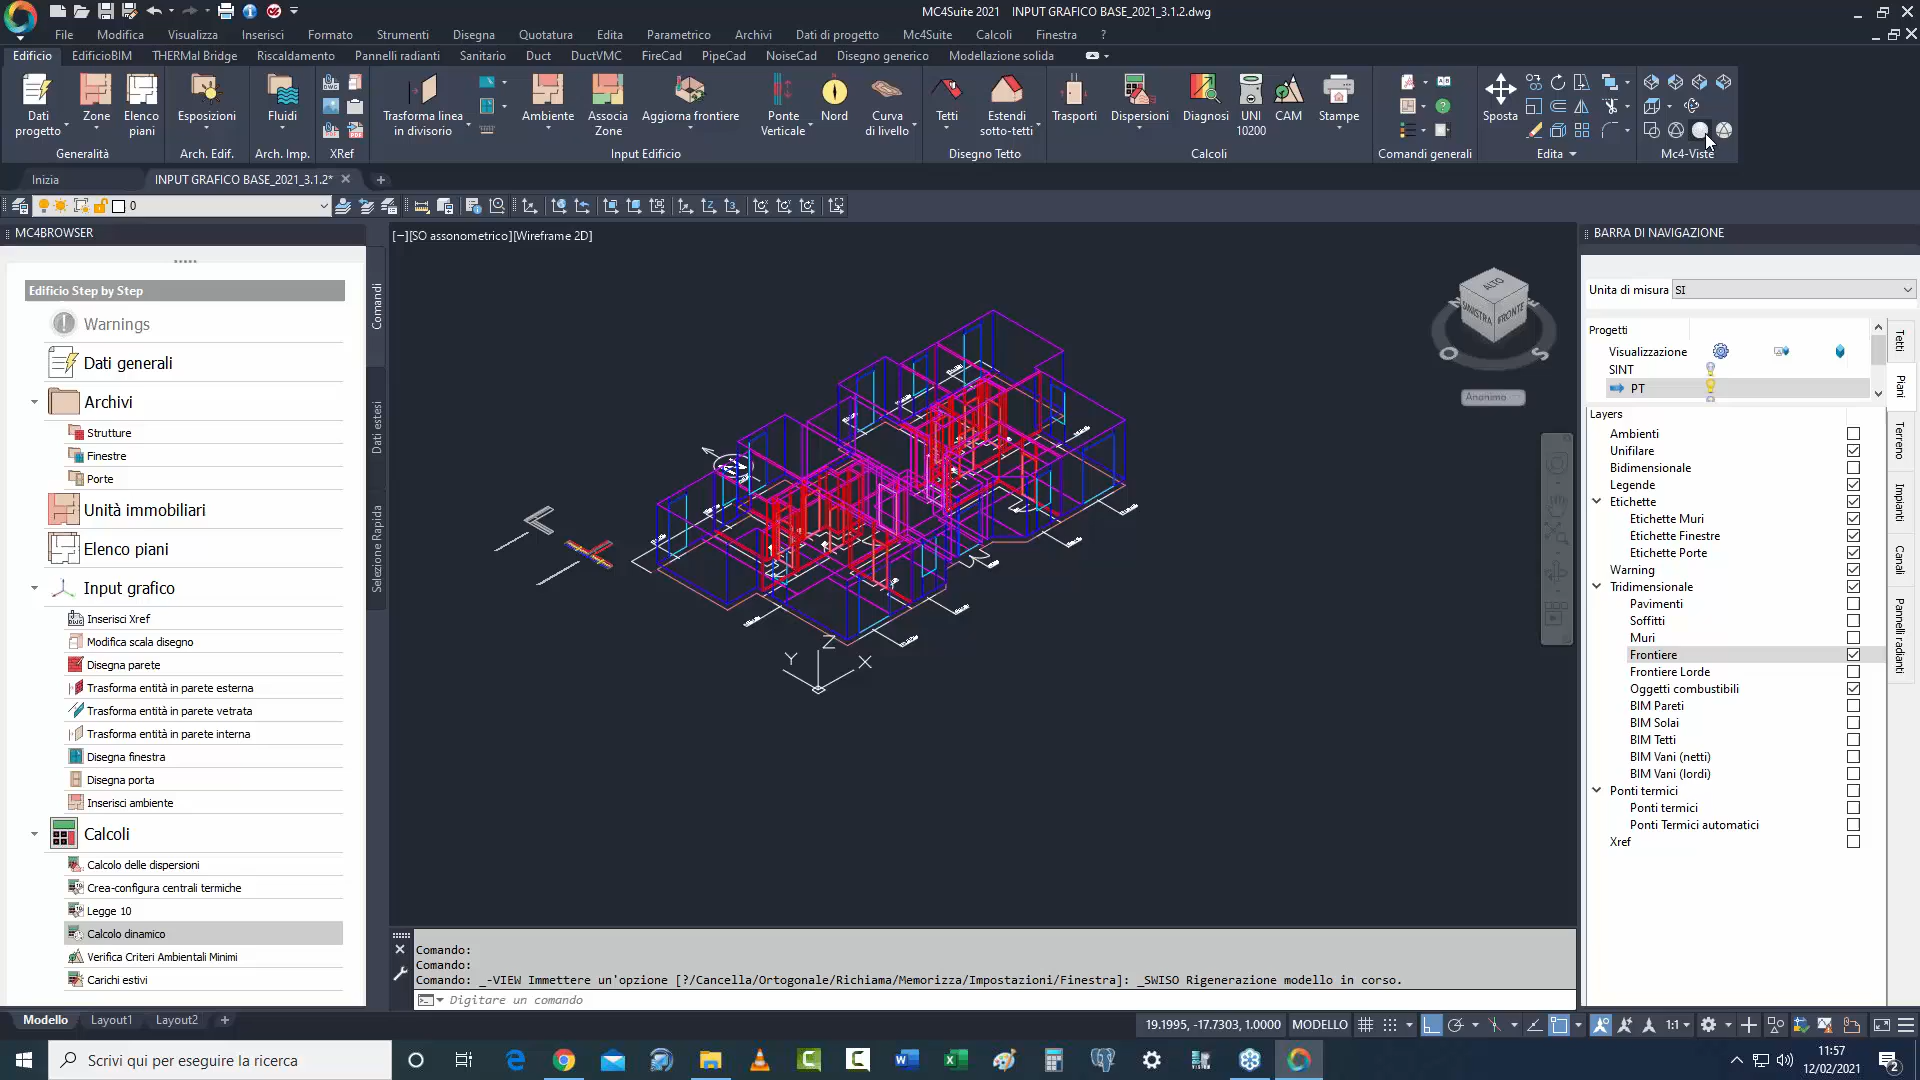 MC4Suite 2021 INPUT GRAFICO BASE_2021_3.1.2.dwg
File Modifica Visualizza Inserisci Formato Strumenti Disegna Quotatura Edita Parametrico Archivi Dati di progetto Mc4Suite Calcoli Finestra ?
Edificio EdificioBIM THERMal Bridge Riscaldamento Pannelli radianti Sanitario Duct DuctVMC FireCad PipeCad NoiseCad Disegno generico Modellazione solida
Dati progetto Zone Elenco piani Esposizioni Fluidi Trasforma linea in divisorio Ambiente Associa Zone Aggiorna frontiere Ponte Verticale Nord Curva di livello Tetti Estendi sotto-tetti Trasporti Dispersioni Diagnosi UNI 10200 CAM Stampe Sposta
Generalità Arch. Edif. Arch. Imp. XRef Input Edificio Disegno Tetto Calcoli Comandi generali Edita Mc4-Viste
Inizia INPUT GRAFICO BASE_2021_3.1.2*
0
MC4BROWSER
Edificio Step by Step
Warnings
Dati generali
Archivi
Strutture
Finestre
Porte
Unità immobiliari
Elenco piani
Input grafico
Inserisci Xref
Modifica scala disegno
Disegna parete
Trasforma entità in parete esterna
Trasforma entità in parete vetrata
Trasforma entità in parete interna
Disegna finestra
Disegna porta
Inserisci ambiente
Calcoli
Calcolo delle dispersioni
Crea-configura centrali termiche
Legge 10
Calcolo dinamico
Verifica Criteri Ambientali Minimi
Carichi estivi
Comandi
Dati estesi
Selezione Rapida
[−][SO assonometrico][Wireframe 2D]
ALTO
SINISTRA FRONTE
O S
Anonimo
Z
Y X
Comando:
Comando:
Comando: _-VIEW Immettere un'opzione [?/Cancella/Ortogonale/Richiama/Memorizza/Impostazioni/Finestra]: _SWISO Rigenerazione modello in corso.
Digitare un comando
BARRA DI NAVIGAZIONE
Unita di misura SI
Progetti
Visualizzazione
SINT
PT
Layers
Ambienti
Unifilare
Bidimensionale
Legende
Etichette
Etichette Muri
Etichette Finestre
Etichette Porte
Warning
Tridimensionale
Pavimenti
Soffitti
Muri
Frontiere
Frontiere Lorde
Oggetti combustibili
BIM Pareti
BIM Solai
BIM Tetti
BIM Vani (netti)
BIM Vani (lordi)
Ponti termici
Ponti termici
Ponti Termici automatici
Xref
Tetti
Piani
Terreno
Impianti
Canali
Pannelli radianti
Modello Layout1 Layout2 +
19.1995, -17.7303, 1.0000 MODELLO 1:1
Scrivi qui per eseguire la ricerca
11:57
12/02/2021
2